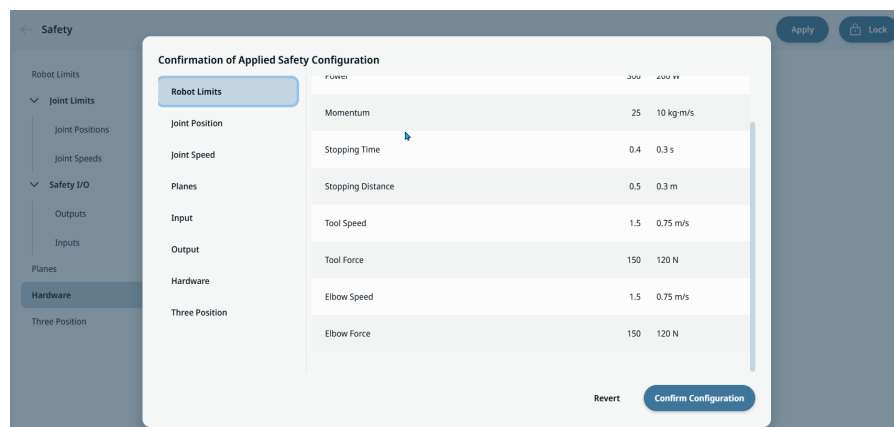 Safety
Apply
Lock
Confirmation of Applied Safety Configuration
Robot Limits
Joint Limits
Joint Positions
Joint Speeds
Safety I/O
Outputs
Inputs
Planes
Hardware
Three Position
Robot Limits
Joint Position
Joint Speed
Planes
Input
Output
Hardware
Three Position
Power 300 200 W
Momentum 25 10 kg·m/s
Stopping Time 0.4 0.3 s
Stopping Distance 0.5 0.3 m
Tool Speed 1.5 0.75 m/s
Tool Force 150 120 N
Elbow Speed 1.5 0.75 m/s
Elbow Force 150 120 N
Revert
Confirm Configuration